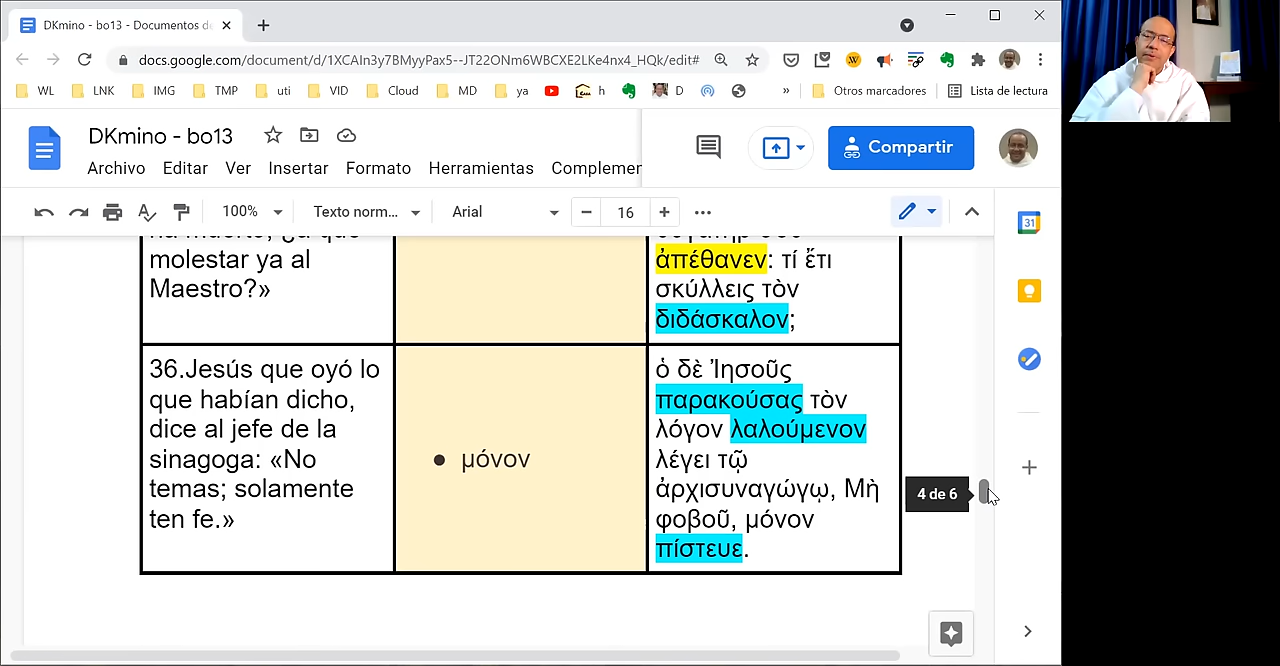 DKmino - bo13 - Documentos de
docs.google.com/document/d/1XCAIn3y7BMyyPax5--JT22ONm6WBCXE2LKe4nx4_HQk/edit#
WL LNK IMG TMP uti VID Cloud MD ya h D » Otros marcadores Lista de lectura
DKmino - bo13
Archivo Editar Ver Insertar Formato Herramientas Complemen
Compartir
100% Texto norm... Arial 16
31
molestar ya al
Maestro?»
ἀπέθανεν: τί ἔτι
σκύλλεις τὸν
διδάσκαλον;
36.Jesús que oyó lo
que habían dicho,
dice al jefe de la
sinagoga: «No
temas; solamente
ten fe.»
● μόνον
ὁ δὲ Ἰησοῦς
παρακούσας τὸν
λόγον λαλούμενον
λέγει τῷ
ἀρχισυναγώγῳ, Μὴ
φοβοῦ, μόνον
πίστευε.
4 de 6